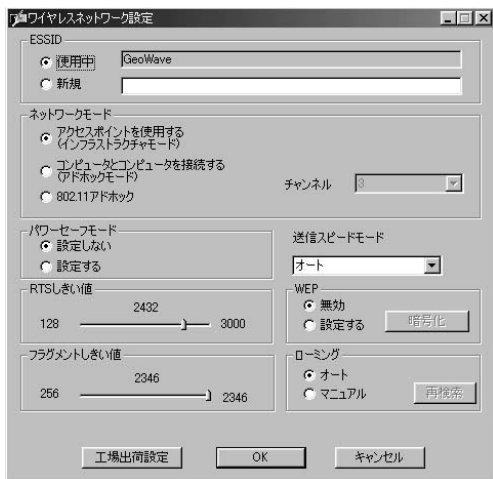 ワイヤレスネットワーク設定
ESSID
使用中
GeoWave
新規
ネットワークモード
アクセスポイントを使用する
(インフラストラクチャモード)
コンピュータとコンピュータを接続する
(アドホックモード)
チャンネル
3
802.11アドホック
パワーセーフモード
設定しない
設定する
送信スピードモード
オート
RTSしきい値
2432
128
3000
WEP
無効
設定する
暗号化
フラグメントしきい値
2346
256
2346
ローミング
オート
マニュアル
再検索
工場出荷設定
OK
キャンセル